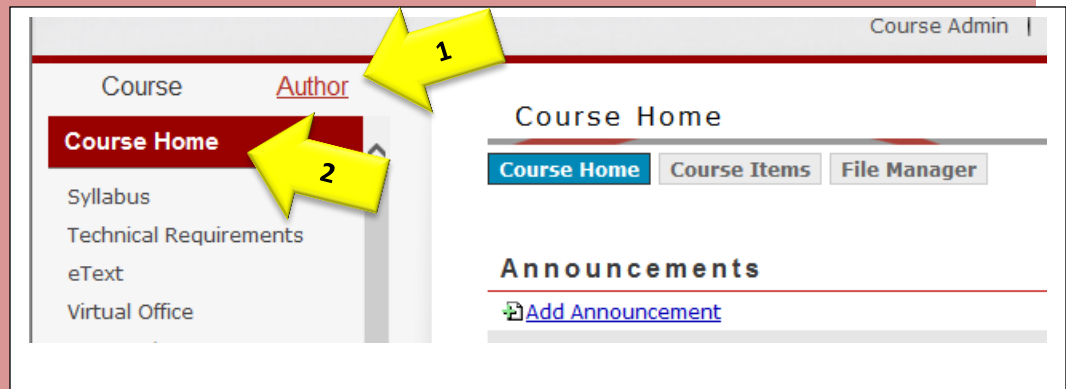 Course Admin |
1
Course Author
Course Home
2
Syllabus
Technical Requirements
eText
Virtual Office
Course Home
Course Home Course Items File Manager
Announcements
Add Announcement